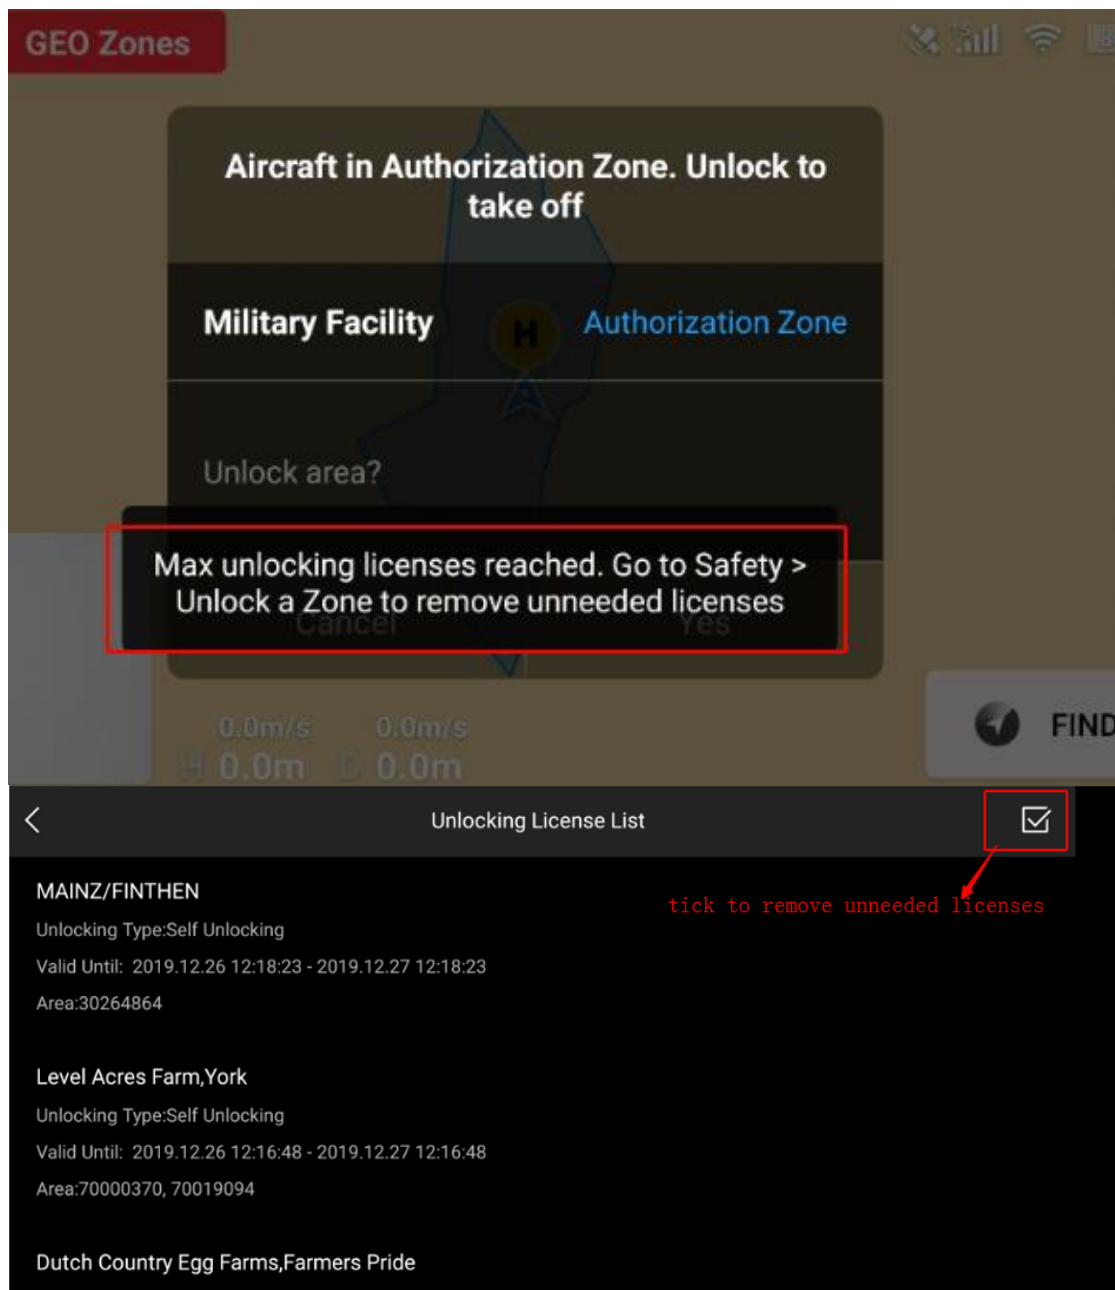 GEO Zones
Aircraft in Authorization Zone. Unlock to
take off
Military Facility
Authorization Zone
H
Unlock area?
Max unlocking licenses reached. Go to Safety >
Unlock a Zone to remove unneeded licenses
Cancel
Yes
0.0m/s 0.0m/s
H 0.0m D 0.0m
FIND
Unlocking License List
tick to remove unneeded licenses
MAINZ/FINTHEN
Unlocking Type:Self Unlocking
Valid Until: 2019.12.26 12:18:23 - 2019.12.27 12:18:23
Area:30264864
Level Acres Farm,York
Unlocking Type:Self Unlocking
Valid Until: 2019.12.26 12:16:48 - 2019.12.27 12:16:48
Area:70000370, 70019094
Dutch Country Egg Farms,Farmers Pride